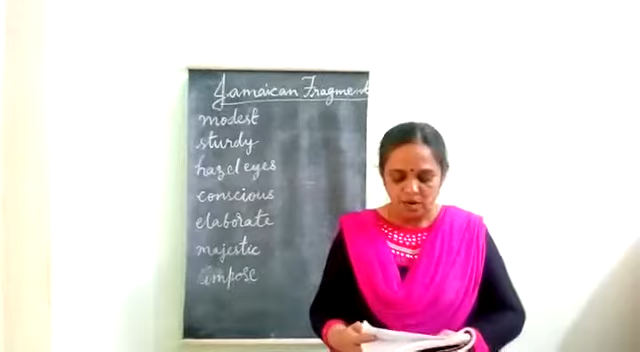 Jamaican Fragment
modest
sturdy
hazel eyes
conscious
elaborate
majestic
impose